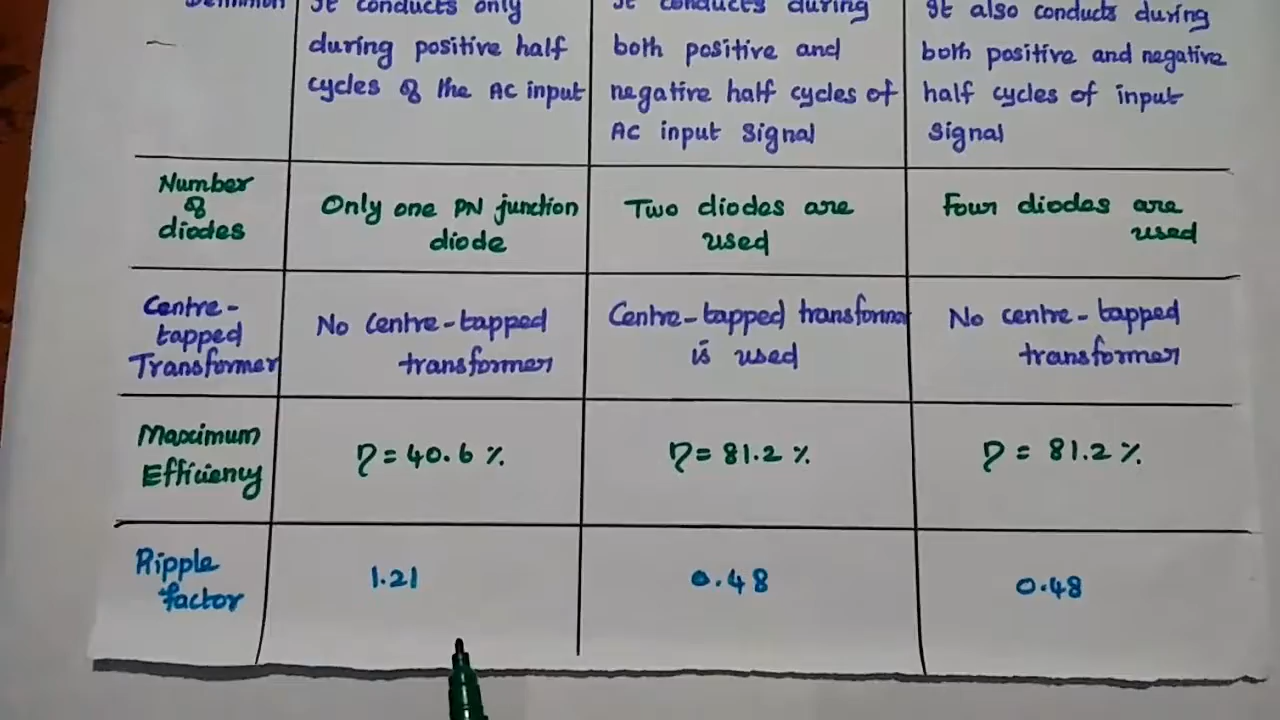 Definition
It conducts only
during positive half
cycles of the AC input
It conducts during
both positive and
negative half cycles of
AC input signal
It also conducts during
both positive and negative
half cycles of input
signal
Number
of
diodes
Only one PN junction
diode
Two diodes are
used
Four diodes are
used
Centre-
tapped
Transformer
No centre-tapped
transformer
Centre-tapped transformer
is used
No centre-tapped
transformer
Maximum
Efficiency
η = 40.6 %
η = 81.2 %
η = 81.2 %
Ripple
factor
1.21
0.48
0.48